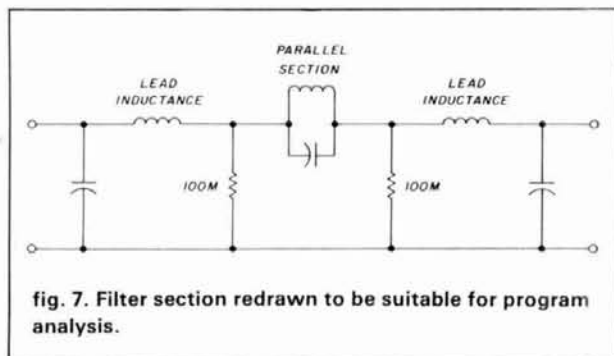 PARALLEL
SECTION
LEAD
INDUCTANCE
LEAD
INDUCTANCE
100M
100M
fig. 7. Filter section redrawn to be suitable for program
analysis.